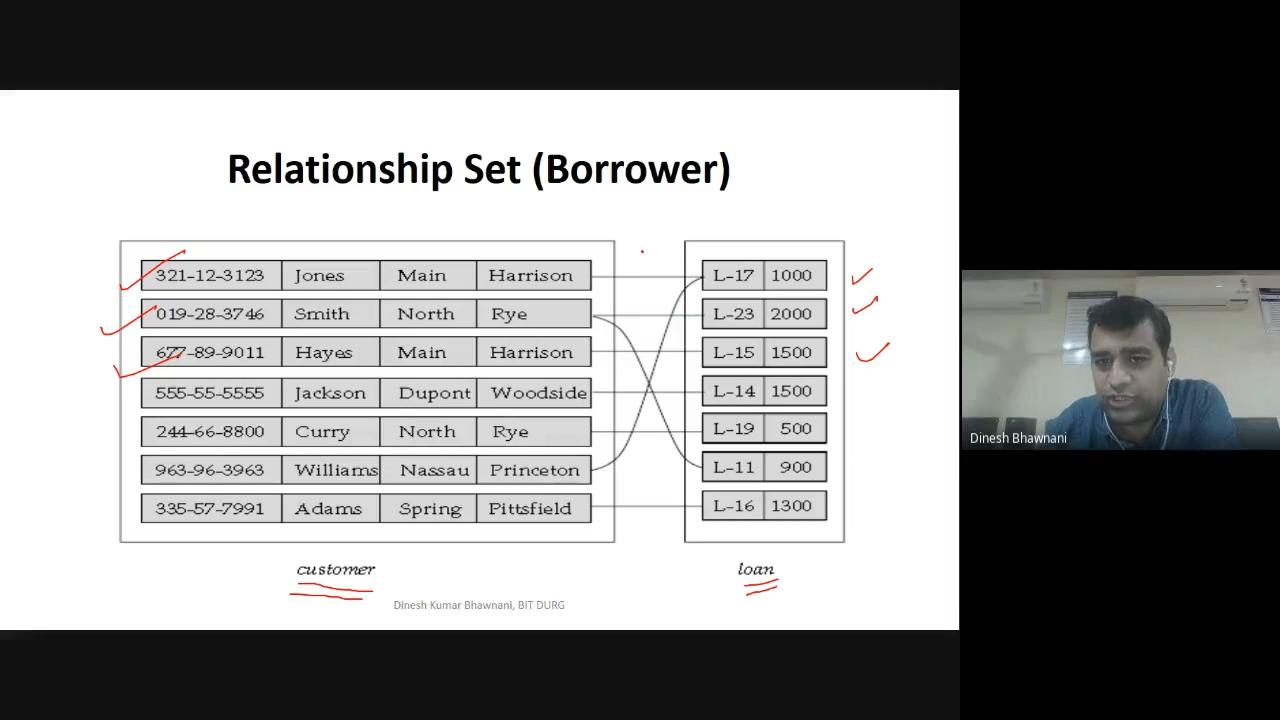 Relationship Set (Borrower)
321-12-3123 Jones Main Harrison L-17 1000
019-28-3746 Smith North Rye L-23 2000
677-89-9011 Hayes Main Harrison L-15 1500
555-55-5555 Jackson Dupont Woodside L-14 1500
244-66-8800 Curry North Rye L-19 500
963-96-3963 Williams Nassau Princeton L-11 900
335-57-7991 Adams Spring Pittsfield L-16 1300
customer loan
Dinesh Kumar Bhawnani, BIT DURG
Dinesh Bhawnani